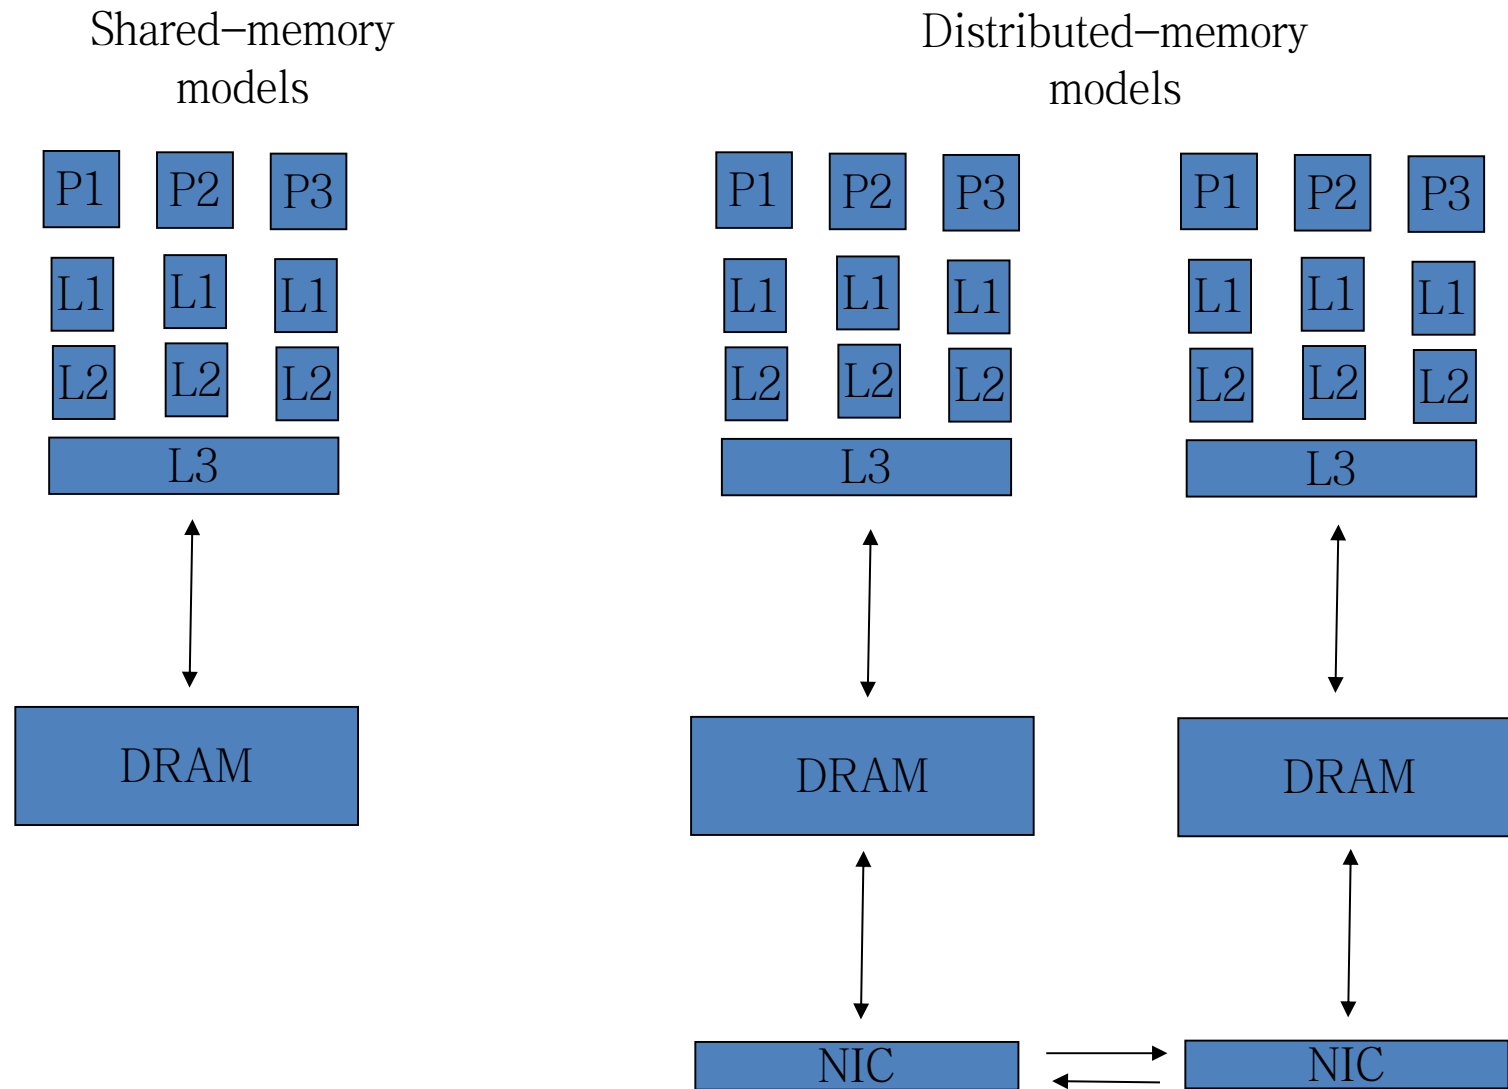 Shared-memory
models
Distributed-memory
models
P1 P2 P3
L1 L1 L1
L2 L2 L2
L3
DRAM
P1 P2 P3
L1 L1 L1
L2 L2 L2
L3
DRAM
NIC
P1 P2 P3
L1 L1 L1
L2 L2 L2
L3
DRAM
NIC